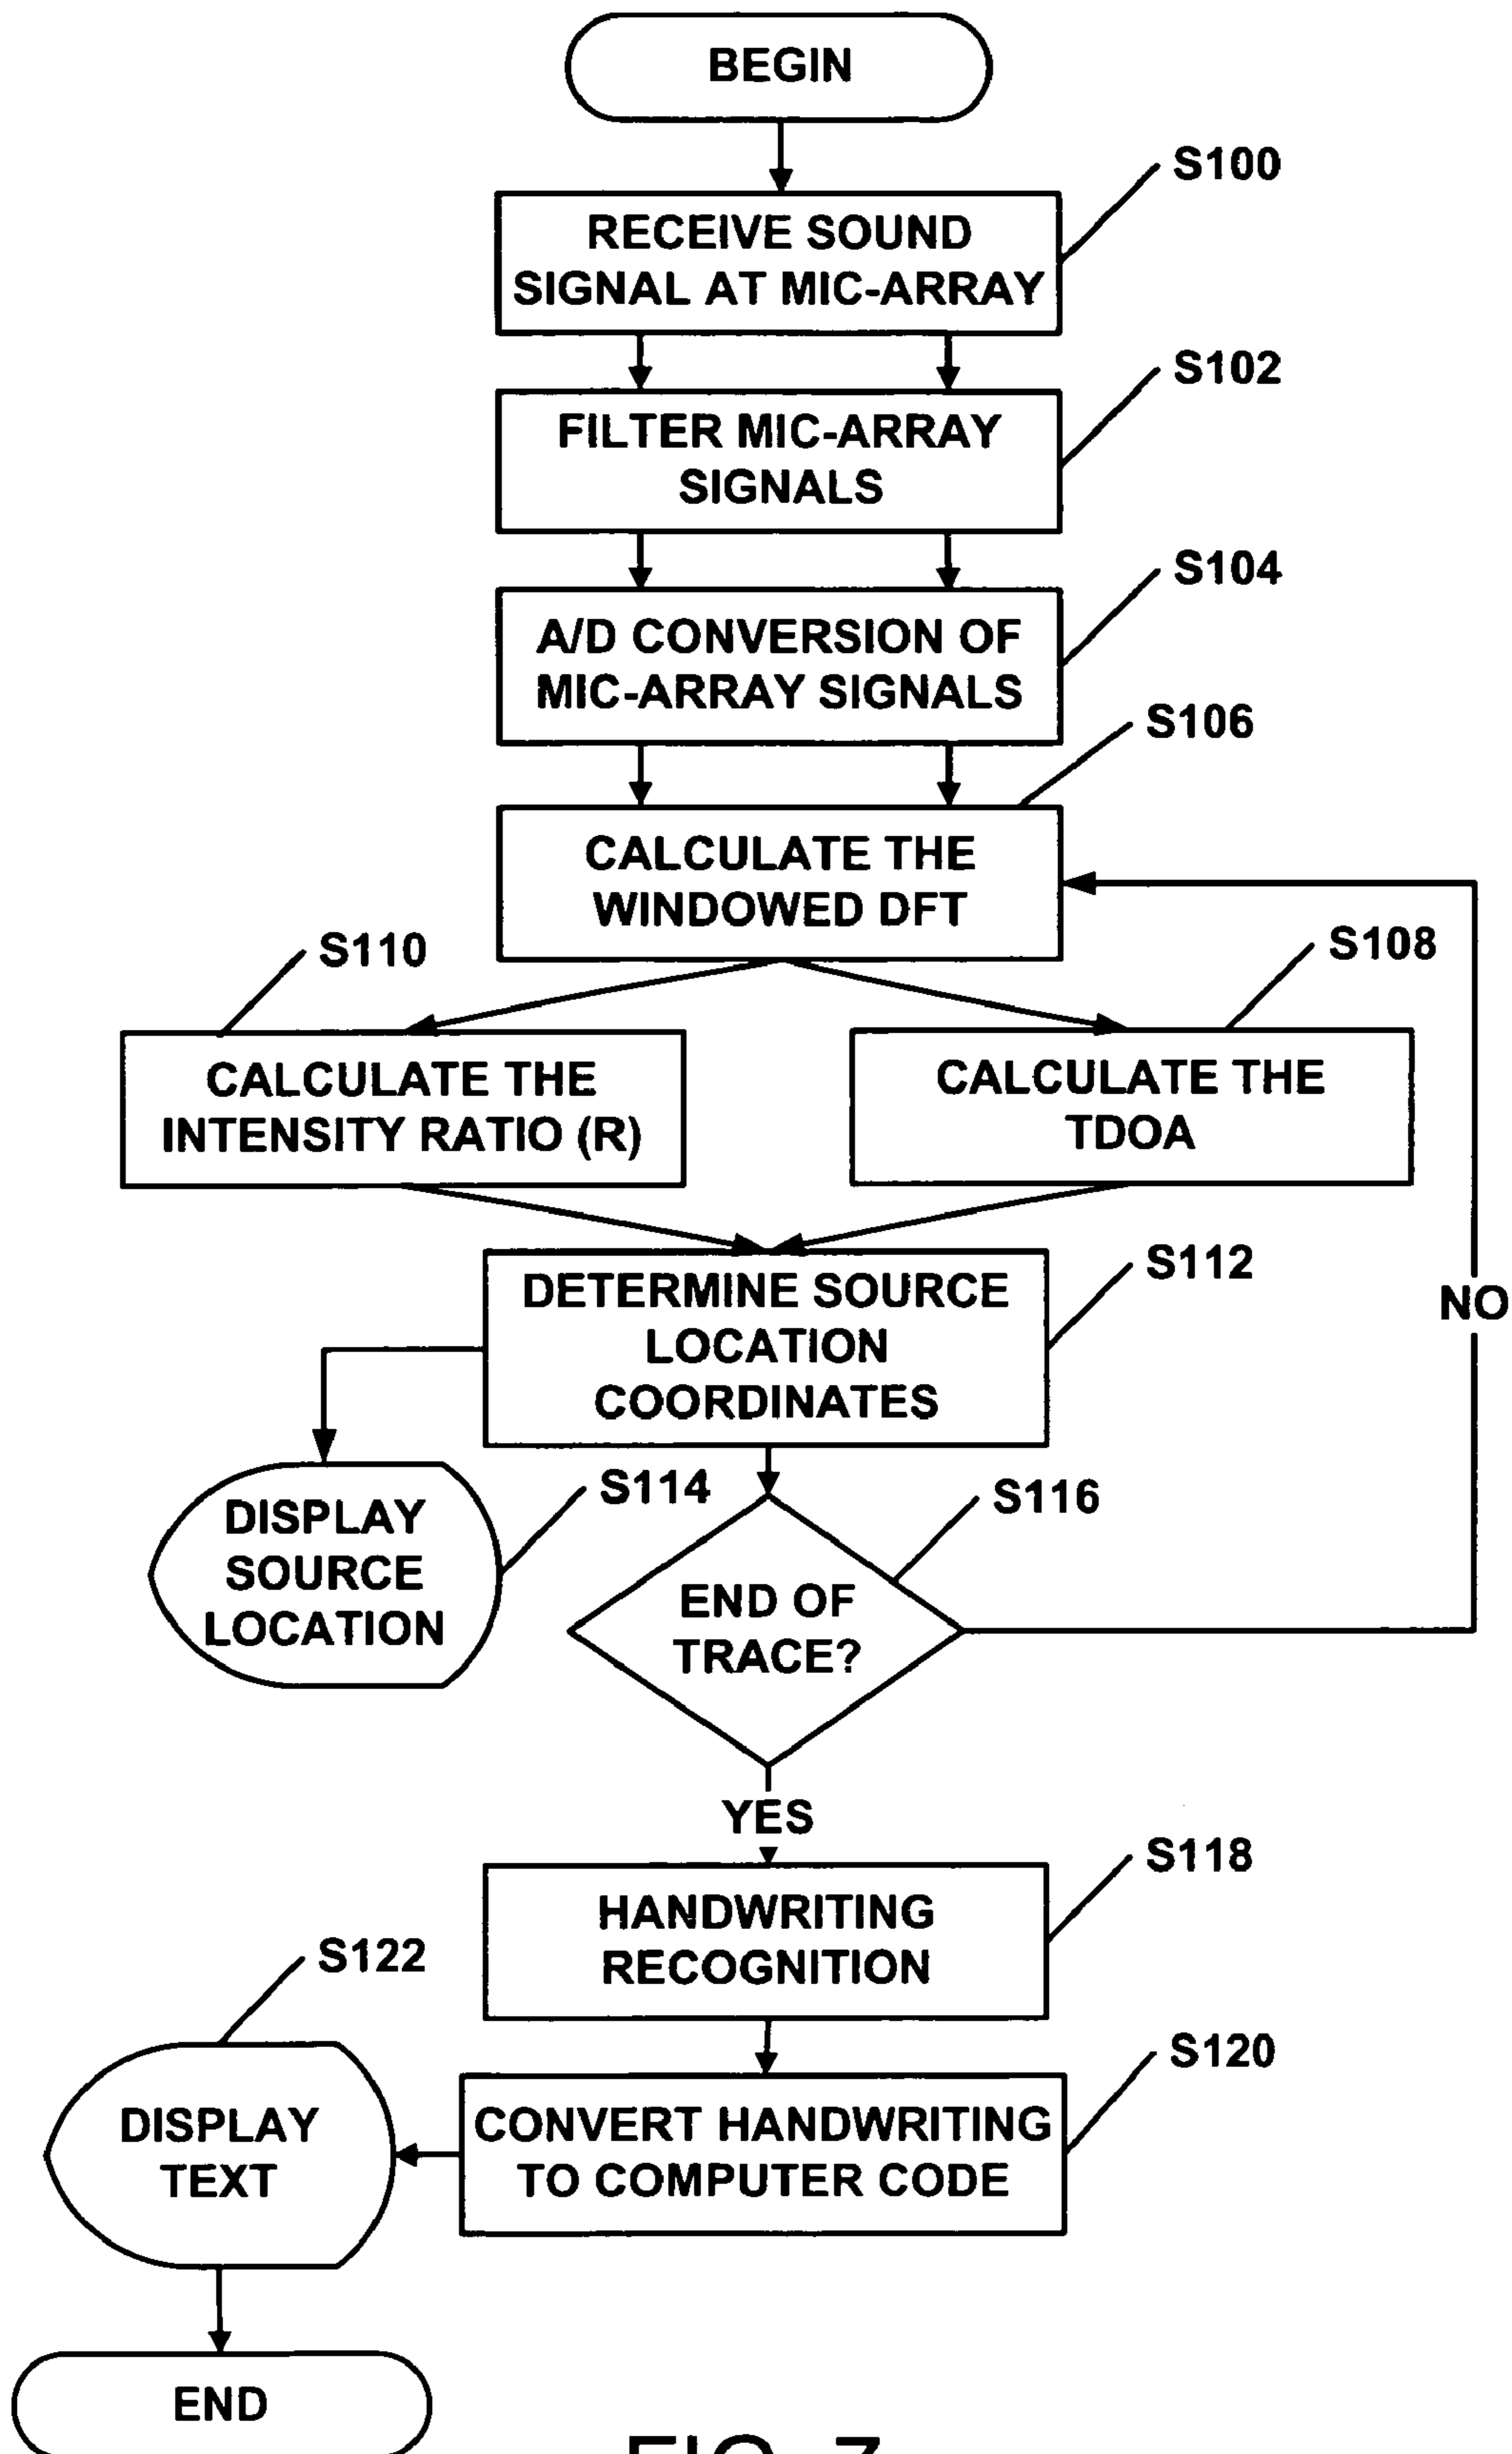 BEGIN
S100
RECEIVE SOUND
SIGNAL AT MIC-ARRAY
S102
FILTER MIC-ARRAY
SIGNALS
S104
A/D CONVERSION OF
MIC-ARRAY SIGNALS
S106
CALCULATE THE
WINDOWED DFT
S110
S108
CALCULATE THE
INTENSITY RATIO (R)
CALCULATE THE
TDOA
S112
DETERMINE SOURCE
LOCATION
COORDINATES
NO
S114
DISPLAY
SOURCE
LOCATION
S116
END OF
TRACE?
YES
S118
HANDWRITING
RECOGNITION
S122
S120
DISPLAY
TEXT
CONVERT HANDWRITING
TO COMPUTER CODE
END
FIG. 7